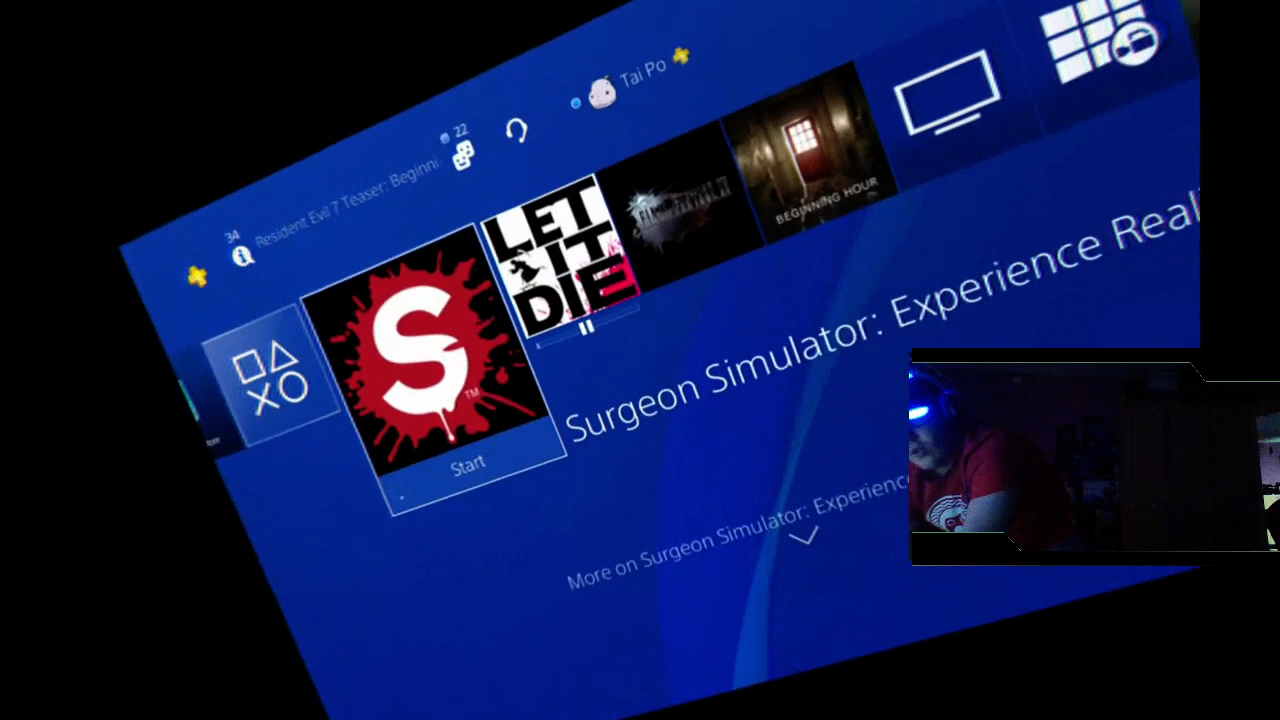 Tai Po
22
34
Resident Evil 7 Teaser: Beginni
BEGINNING HOUR
LET
IT
DIE
S
TM
Start
Surgeon Simulator: Experience Real
More on Surgeon Simulator: Experience